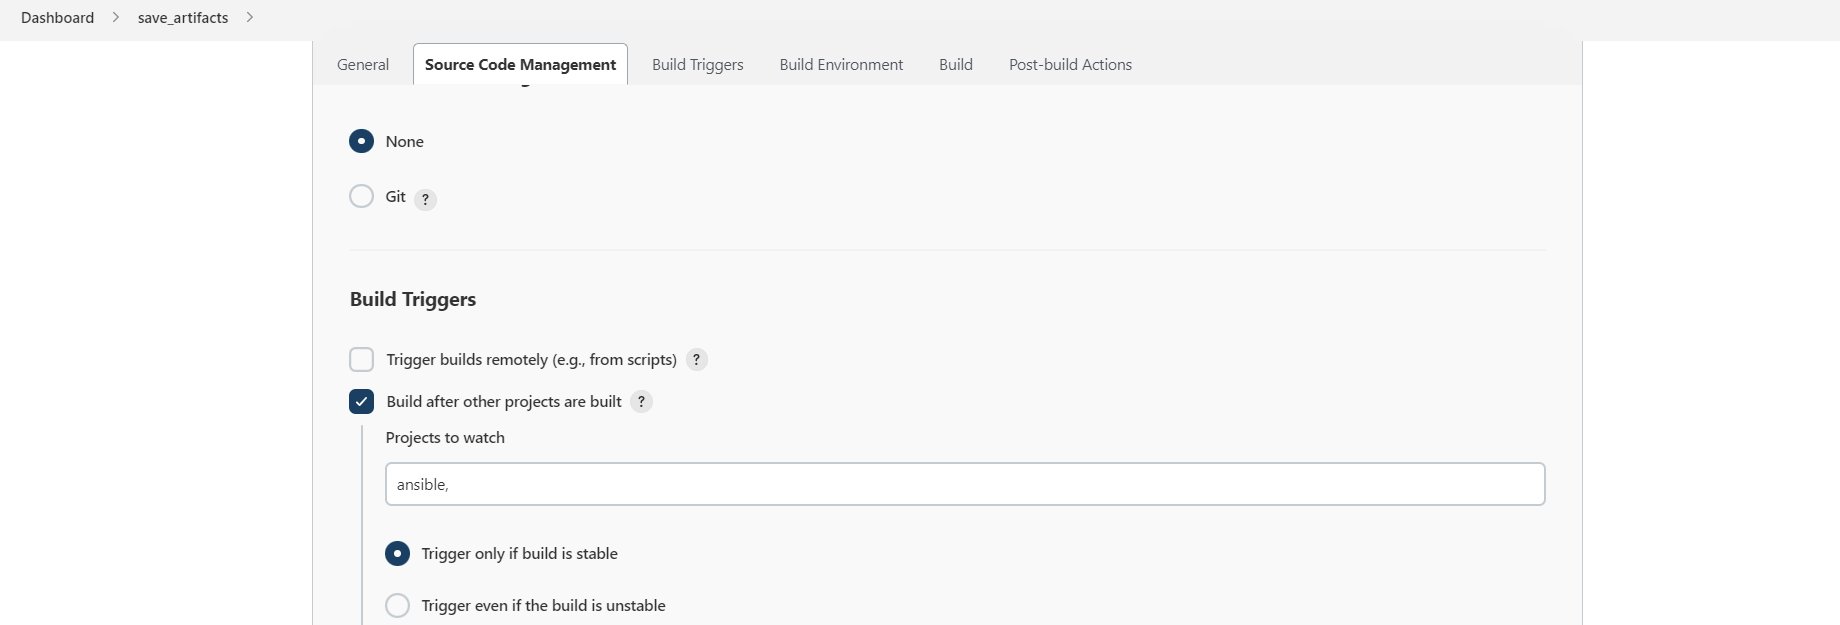 Dashboard > save_artifacts >
General Source Code Management Build Triggers Build Environment Build Post-build Actions
None
Git ?
Build Triggers
Trigger builds remotely (e.g., from scripts) ?
Build after other projects are built ?
Projects to watch
ansible,
Trigger only if build is stable
Trigger even if the build is unstable